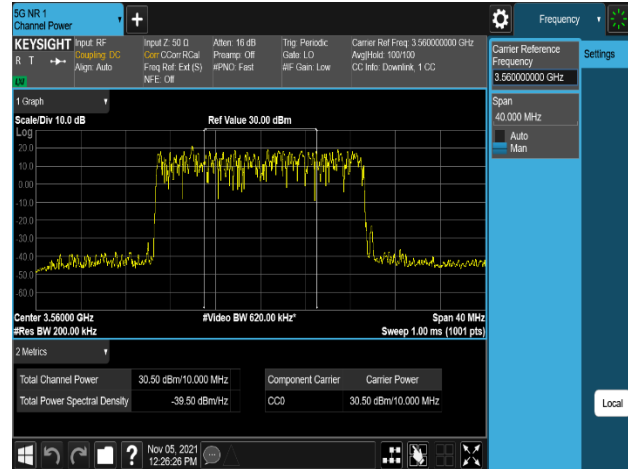 5G NR 1
Channel Power
Frequency
KEYSIGHT
R T
LM
Input: RF
Coupling: DC
Align: Auto
Input Z: 50 Ω
Corr CCorr RCal
Freq Ref: Ext (S)
NFE: Off
Atten: 16 dB
Preamp: Off
#PNO: Fast
Trig: Periodic
Gate: LO
#IF Gain: Low
Carrier Ref Freq: 3.560000000 GHz
Avg|Hold: 100/100
CC Info: Downlink, 1 CC
Carrier Reference
Frequency
3.560000000 GHz
Settings
Span
40.000 MHz
Auto
Man
1 Graph
Scale/Div 10.0 dB
Ref Value 30.00 dBm
Log
20.0
10.0
0.00
-10.0
-20.0
-30.0
-40.0
-50.0
-60.0
Center 3.56000 GHz
#Video BW 620.00 kHz*
Span 40 MHz
#Res BW 200.00 kHz
Sweep 1.00 ms (1001 pts)
2 Metrics
Total Channel Power 30.50 dBm/10.000 MHz
Total Power Spectral Density -39.50 dBm/Hz
Component Carrier Carrier Power
CC0 30.50 dBm/10.000 MHz
Local
Nov 05, 2021
12:26:26 PM